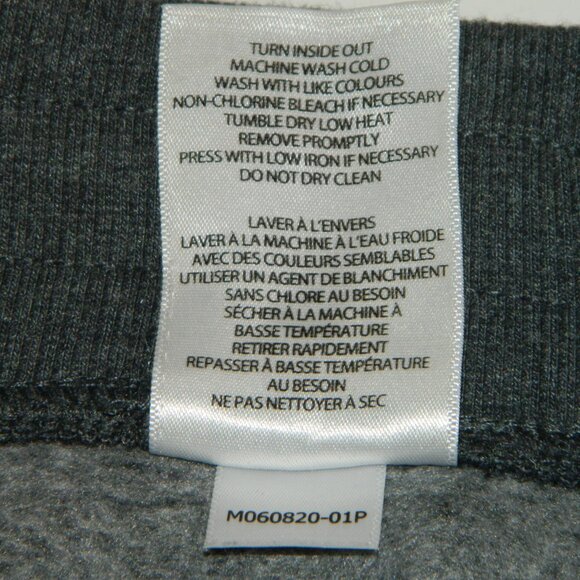 TURN INSIDE OUT
MACHINE WASH COLD
WASH WITH LIKE COLOURS
NON-CHLORINE BLEACH IF NECESSARY
TUMBLE DRY LOW HEAT
REMOVE PROMPTLY
PRESS WITH LOW IRON IF NECESSARY
DO NOT DRY CLEAN
LAVER À L'ENVERS
LAVER À LA MACHINE À L'EAU FROIDE
AVEC DES COULEURS SEMBLABLES
UTILISER UN AGENT DE BLANCHIMENT
SANS CHLORE AU BESOIN
SÉCHER À LA MACHINE À
BASSE TEMPÉRATURE
RETIRER RAPIDEMENT
REPASSER À BASSE TEMPÉRATURE
AU BESOIN
NE PAS NETTOYER À SEC
M060820-01P